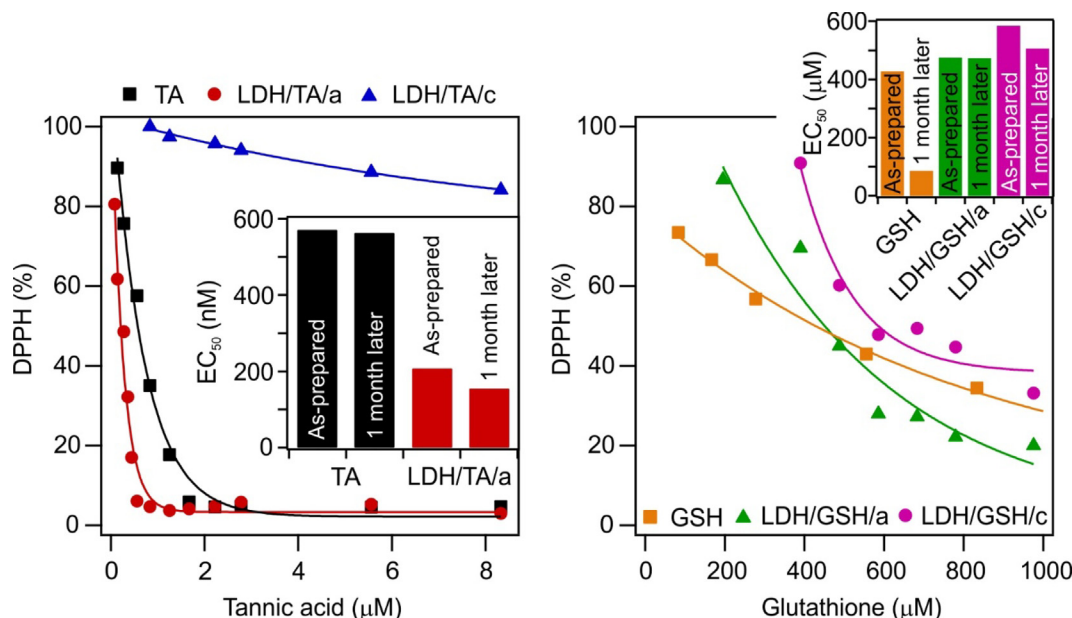 TA LDH/TA/a LDH/TA/c
100
80
60
40
20
0
DPPH (%)
0 2 4 6 8
Tannic acid (μM)
600
400
200
0
EC50 (nM)
As-prepared
1 month later
As-prepared
1 month later
TA LDH/TA/a
100
80
60
40
20
0
DPPH (%)
0 200 400 600 800 1000
Glutathione (μM)
GSH LDH/GSH/a LDH/GSH/c
600
400
200
0
EC50 (μM)
As-prepared
1 month later
As-prepared
1 month later
As-prepared
1 month later
GSH
LDH/GSH/a
LDH/GSH/c